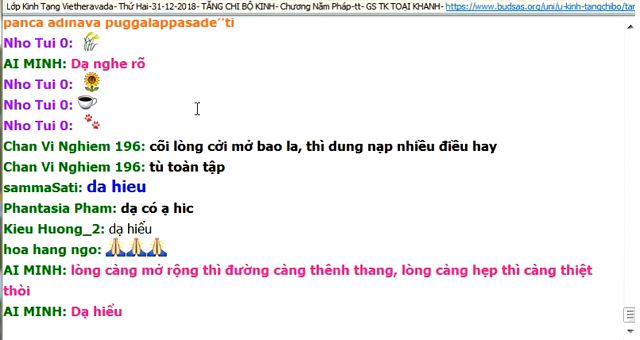 Lớp Kinh Tạng Vietheravada- Thứ Hai-31-12-2018- TĂNG CHI BỘ KINH- Chương Năm Pháp-tt- GS TK TOẠI KHANH- https://www.budsas.org/uni/u-kinh-tangchibo/tan
panca adinava puggalappasade"ti
Nho Tui 0:
AI MINH: Dạ nghe rõ
Nho Tui 0:
Nho Tui 0:
Nho Tui 0:
Chan Vi Nghiem 196: cõi lòng cởi mở bao la, thì dung nạp nhiều điều hay
Chan Vi Nghiem 196: tù toàn tập
sammaSati: da hieu
Phantasia Pham: dạ có ạ hic
Kieu Huong_2: dạ hiểu
hoa hang ngo:
AI MINH: lòng càng mở rộng thì đường càng thênh thang, lòng càng hẹp thì càng thiệt
thòi
AI MINH: Dạ hiểu